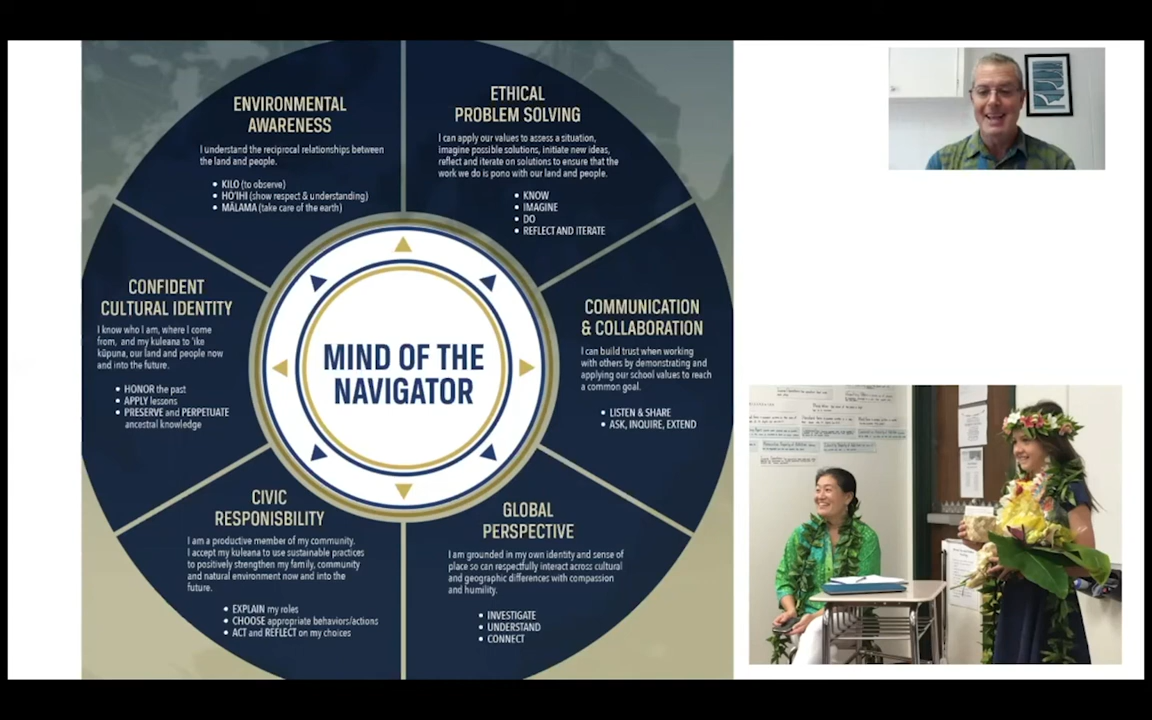 ENVIRONMENTAL
AWARENESS
I understand the reciprocal relationships between
the land and people.
• KILO (to observe)
• HO'IHI (show respect & understanding)
• MĀLAMA (take care of the earth)
ETHICAL
PROBLEM SOLVING
I can apply our values to assess a situation,
imagine possible solutions, initiate new ideas,
reflect and iterate on solutions to ensure that the
work we do is pono with our land and people.
• KNOW
• IMAGINE
• DO
• REFLECT AND ITERATE
CONFIDENT
CULTURAL IDENTITY
I know who I am, where I come
from, and my kuleana to 'ike
kūpuna, our land and people now
and into the future.
• HONOR the past
• APPLY lessons
• PRESERVE and PERPETUATE
ancestral knowledge
MIND OF THE
NAVIGATOR
COMMUNICATION
& COLLABORATION
I can build trust when working
with others by demonstrating and
applying our school values to reach
a common goal.
• LISTEN & SHARE
• ASK, INQUIRE, EXTEND
CIVIC
RESPONISBILITY
I am a productive member of my community.
I accept my kuleana to use sustainable practices
to positively strengthen my family, community
and natural environment now and into the
future.
• EXPLAIN my roles
• CHOOSE appropriate behaviors/actions
• ACT and REFLECT on my choices
GLOBAL
PERSPECTIVE
I am grounded in my own identity and sense of
place so can respectfully interact across cultural
and geographic differences with compassion
and humility.
• INVESTIGATE
• UNDERSTAND
• CONNECT